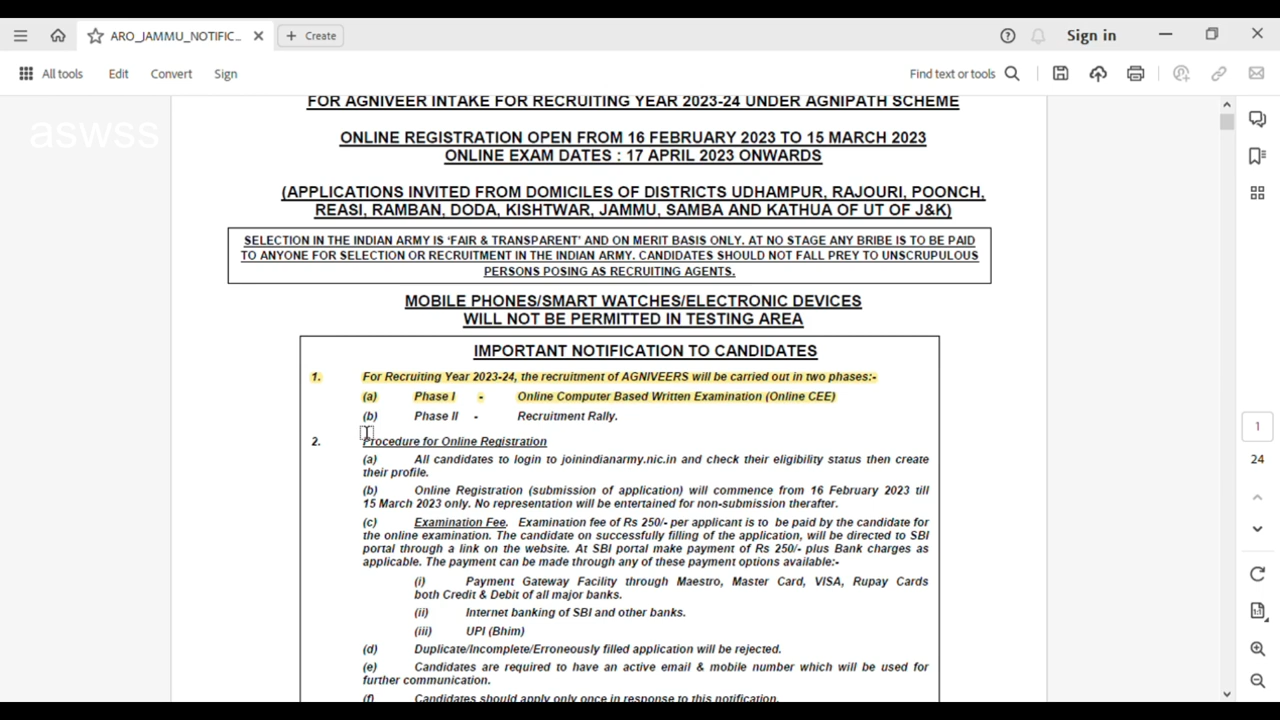 ARO_JAMMU_NOTIFIC...
Create
Sign in
All tools
Edit
Convert
Sign
Find text or tools
aswss
FOR AGNIVEER INTAKE FOR RECRUITING YEAR 2023-24 UNDER AGNIPATH SCHEME
ONLINE REGISTRATION OPEN FROM 16 FEBRUARY 2023 TO 15 MARCH 2023
ONLINE EXAM DATES : 17 APRIL 2023 ONWARDS
(APPLICATIONS INVITED FROM DOMICILES OF DISTRICTS UDHAMPUR, RAJOURI, POONCH,
REASI, RAMBAN, DODA, KISHTWAR, JAMMU, SAMBA AND KATHUA OF UT OF J&K)
SELECTION IN THE INDIAN ARMY IS 'FAIR & TRANSPARENT' AND ON MERIT BASIS ONLY. AT NO STAGE ANY BRIBE IS TO BE PAID
TO ANYONE FOR SELECTION OR RECRUITMENT IN THE INDIAN ARMY. CANDIDATES SHOULD NOT FALL PREY TO UNSCRUPULOUS
PERSONS POSING AS RECRUITING AGENTS.
MOBILE PHONES/SMART WATCHES/ELECTRONIC DEVICES
WILL NOT BE PERMITTED IN TESTING AREA
IMPORTANT NOTIFICATION TO CANDIDATES
1. For Recruiting Year 2023-24, the recruitment of AGNIVEERS will be carried out in two phases:-
(a) Phase I - Online Computer Based Written Examination (Online CEE)
(b) Phase II - Recruitment Rally.
2. Procedure for Online Registration
(a) All candidates to login to joinindianarmy.nic.in and check their eligibility status then create
their profile.
(b) Online Registration (submission of application) will commence from 16 February 2023 till
15 March 2023 only. No representation will be entertained for non-submission therafter.
(c) Examination Fee. Examination fee of Rs 250/- per applicant is to be paid by the candidate for
the online examination. The candidate on successfully filling of the application, will be directed to SBI
portal through a link on the website. At SBI portal make payment of Rs 250/- plus Bank charges as
applicable. The payment can be made through any of these payment options available:-
(i) Payment Gateway Facility through Maestro, Master Card, VISA, Rupay Cards
both Credit & Debit of all major banks.
(ii) Internet banking of SBI and other banks.
(iii) UPI (Bhim)
(d) Duplicate/Incomplete/Erroneously filled application will be rejected.
(e) Candidates are required to have an active email & mobile number which will be used for
further communication.
(f) Candidates should apply only once in response to this notification.
1
24